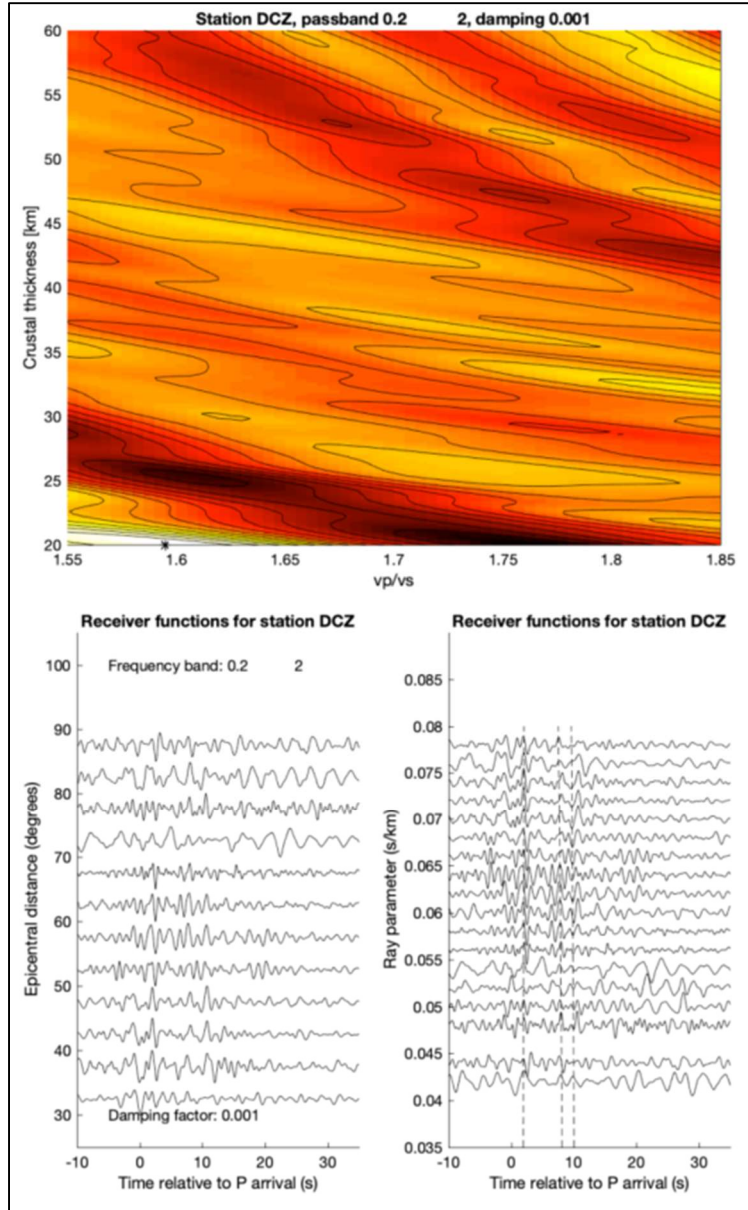 Station DCZ, passband 0.2 2, damping 0.001
60
55
50
45
40
35
30
25
20
Crustal thickness [km]
1.55 1.6 1.65 1.7 1.75 1.8 1.85
vp/vs
Receiver functions for station DCZ
Frequency band: 0.2 2
100
90
80
70
60
50
40
30
Epicentral distance (degrees)
Damping factor: 0.001
-10 0 10 20 30
Time relative to P arrival (s)
Receiver functions for station DCZ
0.085
0.08
0.075
0.07
0.065
0.06
0.055
0.05
0.045
0.04
0.035
Ray parameter (s/km)
-10 0 10 20 30
Time relative to P arrival (s)